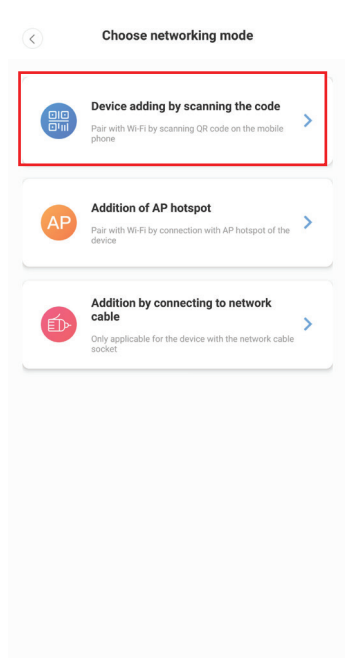 Choose networking mode
Device adding by scanning the code
Pair with Wi-Fi by scanning QR code on the mobile
phone
AP
Addition of AP hotspot
Pair with Wi-Fi by connection with AP hotspot of the
device
Addition by connecting to network
cable
Only applicable for the device with the network cable
socket